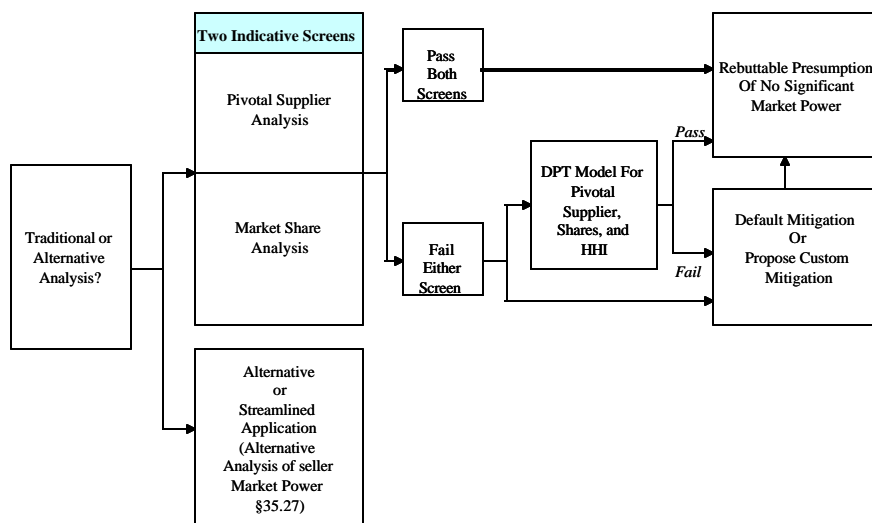 Two Indicative Screens
Pivotal Supplier
Analysis
Market Share
Analysis
Traditional or
Alternative
Analysis?
Alternative
or
Streamlined
Application
(Alternative
Analysis of seller
Market Power
§35.27)
Pass
Both
Screens
Fail
Either
Screen
DPT Model For
Pivotal
Supplier,
Shares, and
HHI
Pass
Fail
Rebuttable Presumption
Of No Significant
Market Power
Default Mitigation
Or
Propose Custom
Mitigation